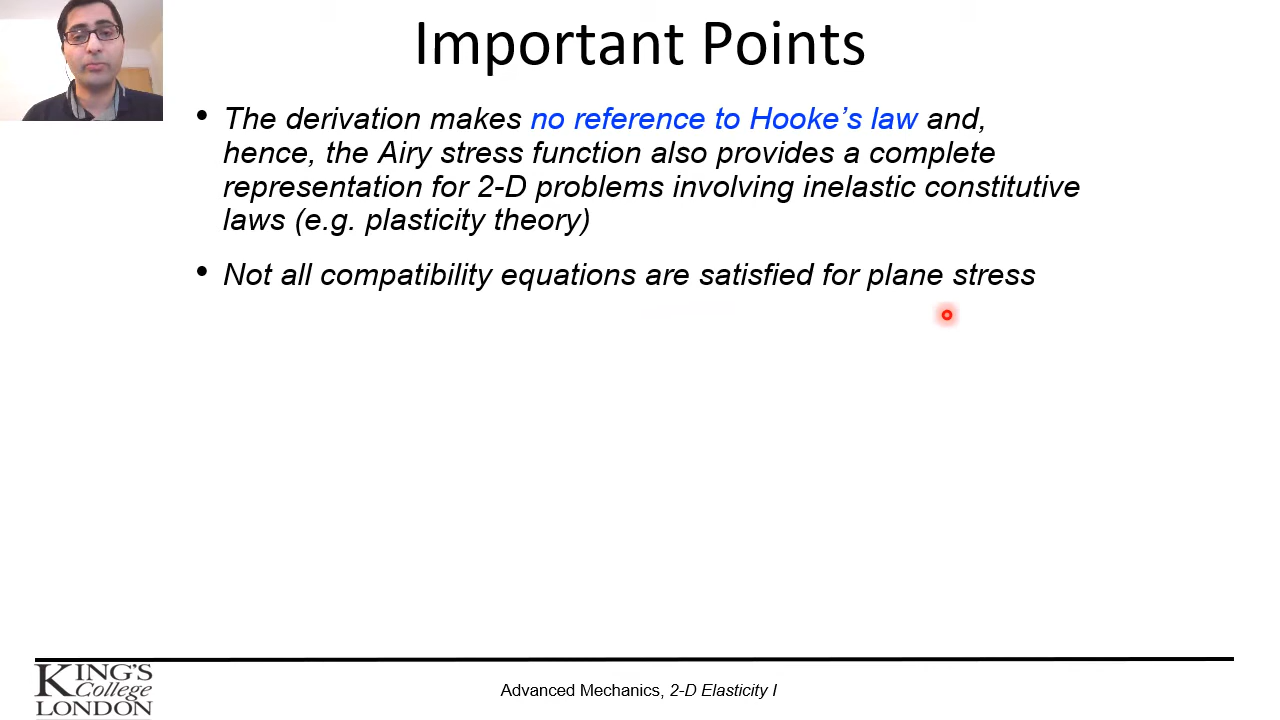 Important Points
• The derivation makes no reference to Hooke’s law and,
hence, the Airy stress function also provides a complete
representation for 2-D problems involving inelastic constitutive
laws (e.g. plasticity theory)
• Not all compatibility equations are satisfied for plane stress
KING'S
College
LONDON
Advanced Mechanics, 2-D Elasticity I